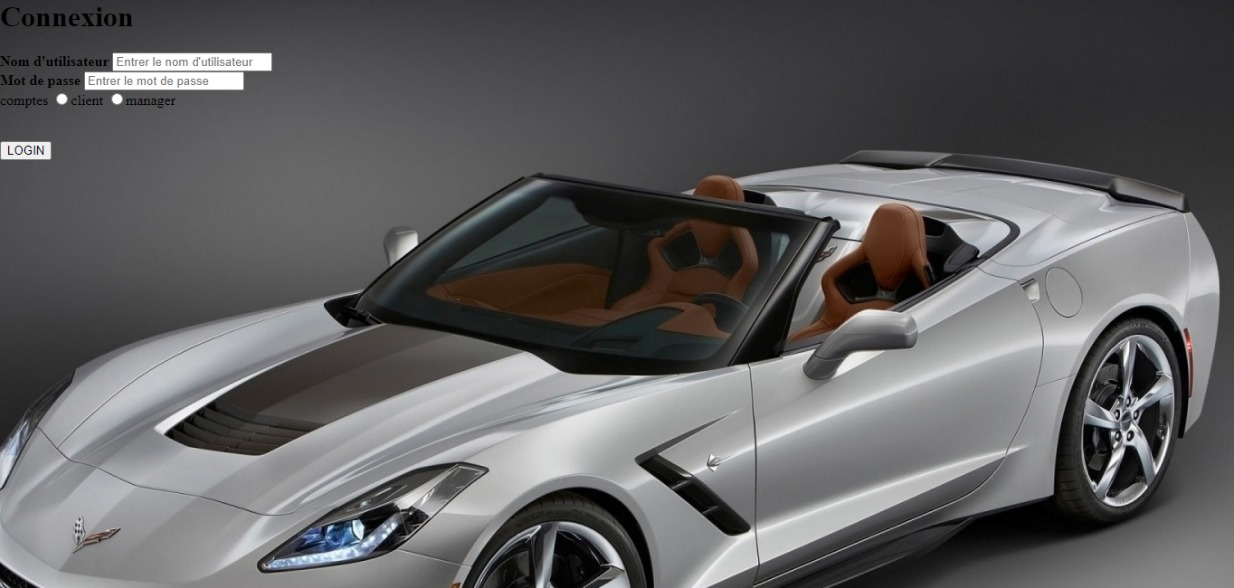 Connexion
Nom d'utilisateur Entrer le nom d'utilisateur
Mot de passe Entrer le mot de passe
comptes client manager
LOGIN